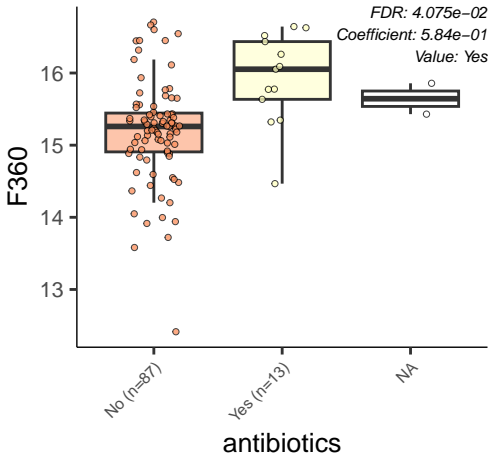 FDR: 4.075e−02
Coefficient: 5.84e−01
Value: Yes
F360
16
15
14
13
No (n=87)
Yes (n=13)
NA
antibiotics